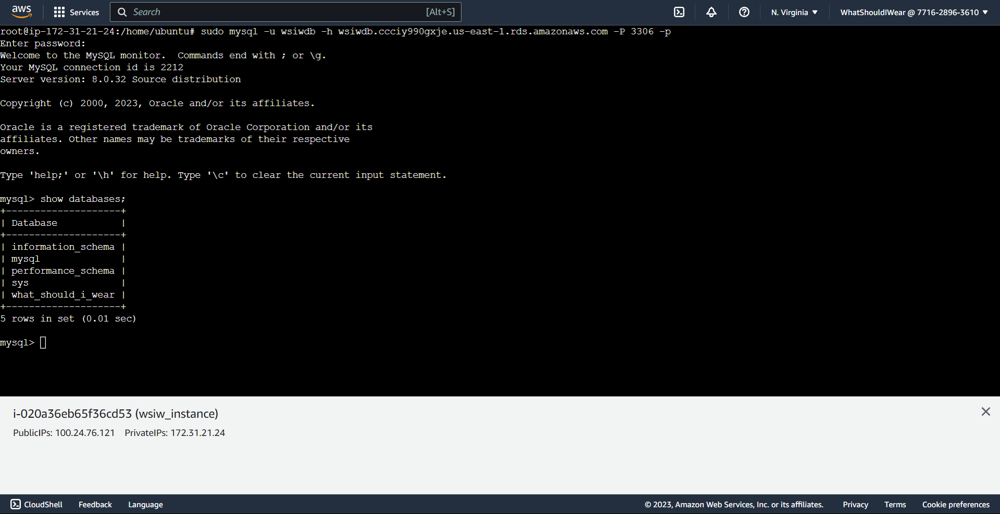 aws Services Search [Alt+S] N. Virginia WhatShouldIWear @ 7716-2896-3610
root@ip-172-31-21-24:/home/ubuntu# sudo mysql -u wsiwdb -h wsiwdb.ccciy990gxje.us-east-1.rds.amazonaws.com -P 3306 -p
Enter password:
Welcome to the MySQL monitor.  Commands end with ; or \g.
Your MySQL connection id is 2212
Server version: 8.0.32 Source distribution
Copyright (c) 2000, 2023, Oracle and/or its affiliates.
Oracle is a registered trademark of Oracle Corporation and/or its
affiliates. Other names may be trademarks of their respective
owners.
Type 'help;' or '\h' for help. Type '\c' to clear the current input statement.
mysql> show databases;
+--------------------+
| Database           |
+--------------------+
| information_schema |
| mysql              |
| performance_schema |
| sys                |
| what_should_i_wear |
+--------------------+
5 rows in set (0.01 sec)
mysql>
i-020a36eb65f36cd53 (wsiw_instance)
PublicIPs: 100.24.76.121 PrivateIPs: 172.31.21.24
CloudShell Feedback Language © 2023, Amazon Web Services, Inc. or its affiliates. Privacy Terms Cookie preferences